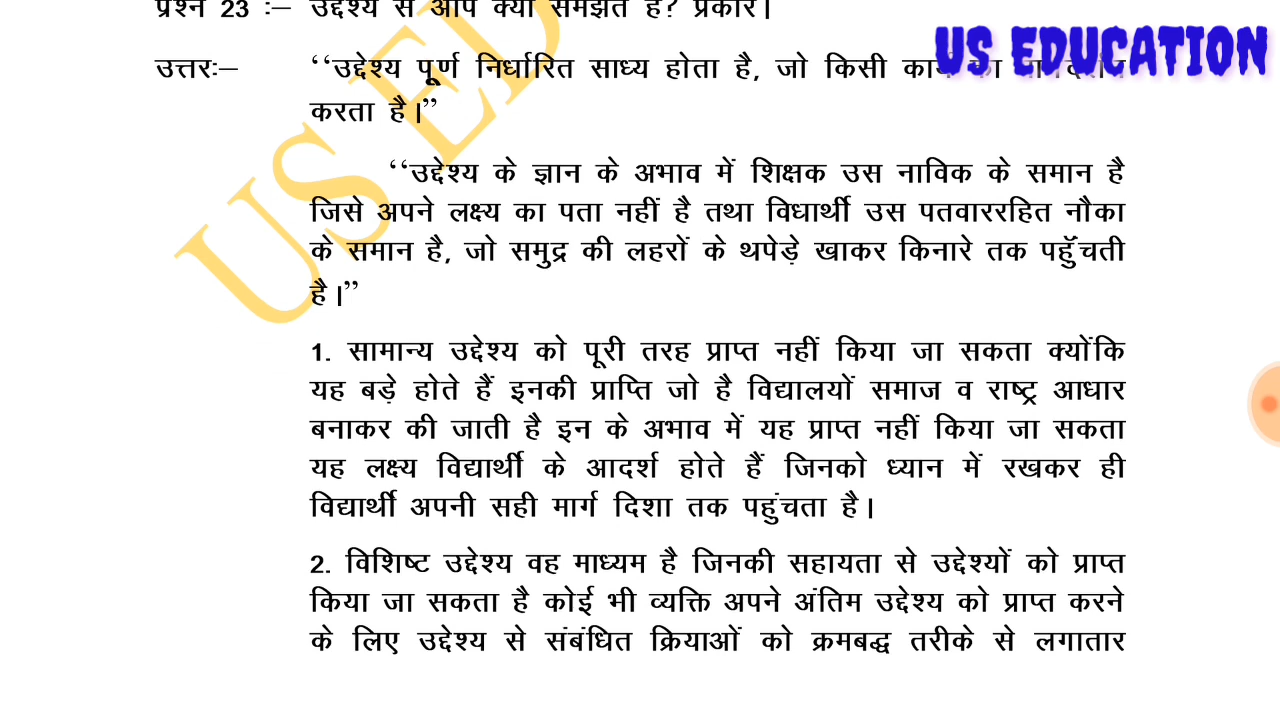 प्रश्न 23 :– उद्देश्य से आप क्या समझते है? प्रकार।
US EDUCATION
उत्तरः– ‘‘उद्देश्य पूर्ण निर्धारित साध्य होता है, जो किसी
करता है।’’
‘‘उद्देश्य के ज्ञान के अभाव में शिक्षक उस नाविक के समान है
जिसे अपने लक्ष्य का पता नहीं है तथा विधार्थी उस पतवाररहित नौका
के समान है, जो समुद्र की लहरों के थपेड़े खाकर किनारे तक पहुॅंचती
है।’’
1. सामान्य उद्देश्य को पूरी तरह प्राप्त नहीं किया जा सकता क्योंकि
यह बड़े होते हैं इनकी प्राप्ति जो है विद्यालयों समाज व राष्ट्र आधार
बनाकर की जाती है इन के अभाव में यह प्राप्त नहीं किया जा सकता
यह लक्ष्य विद्यार्थी के आदर्श होते हैं जिनको ध्यान में रखकर ही
विद्यार्थी अपनी सही मार्ग दिशा तक पहुंचता है।
2. विशिष्ट उद्देश्य वह माध्यम है जिनकी सहायता से उद्देश्यों को प्राप्त
किया जा सकता है कोई भी व्यक्ति अपने अंतिम उद्देश्य को प्राप्त करने
के लिए उद्देश्य से संबंधित क्रियाओं को क्रमबद्ध तरीके से लगातार
US ED